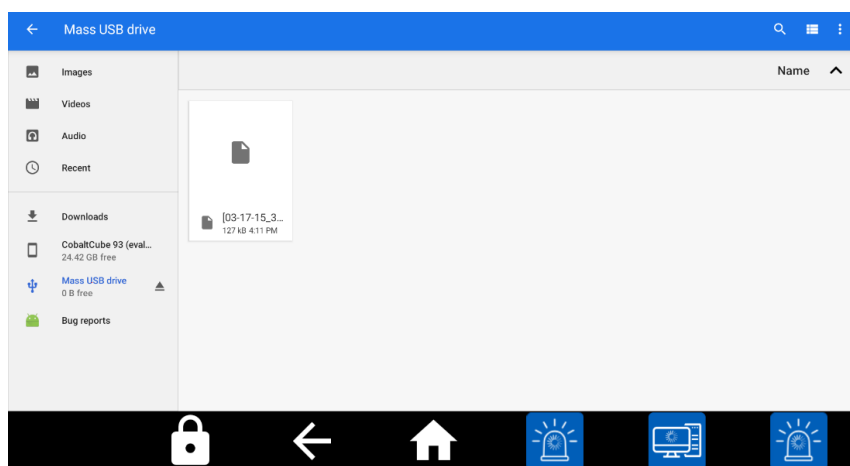 Mass USB drive
Name
Images
Videos
Audio
Recent
Downloads
CobaltCube 93 (eval...
24.42 GB free
Mass USB drive
0 B free
Bug reports
[03-17-15_3...
127 kB 4:11 PM